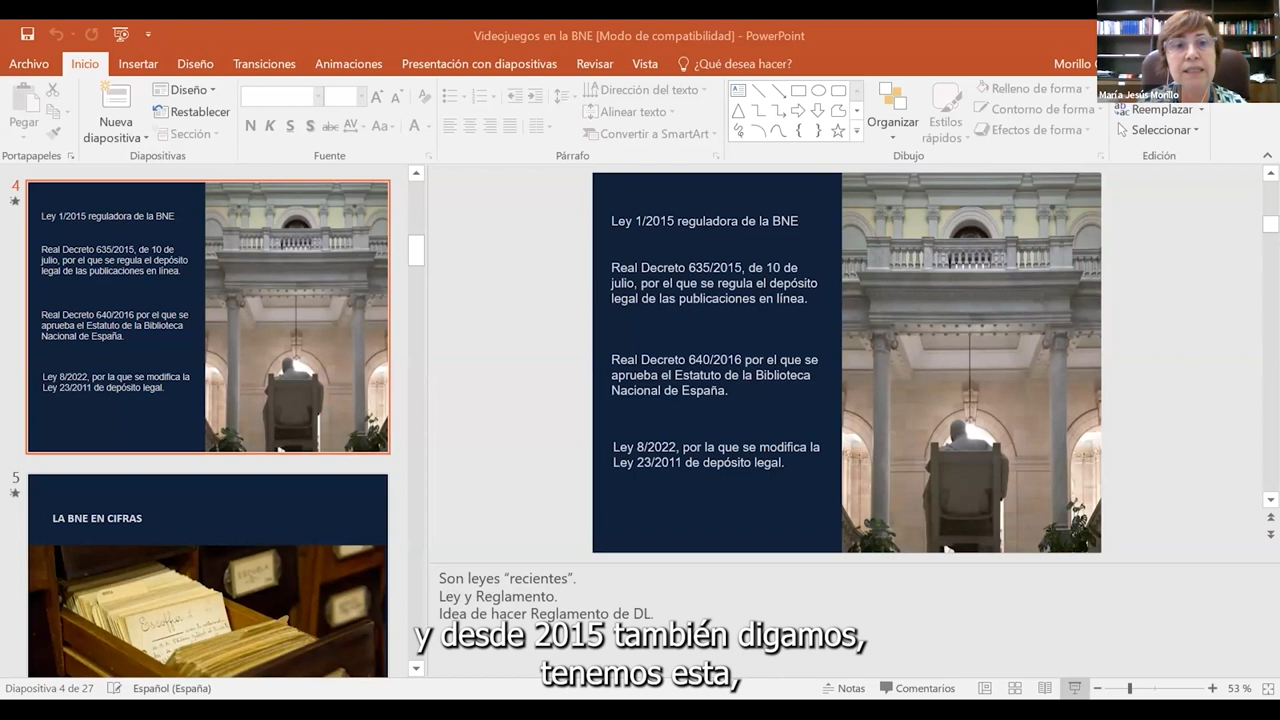 Videojuegos en la BNE [Modo de compatibilidad] - PowerPoint
Archivo
Inicio
Insertar
Diseño
Transiciones
Animaciones
Presentación con diapositivas
Revisar
Vista
¿Qué desea hacer?
Morillo
María Jesús Morillo
Pegar
Nueva
diapositiva
Diseño
Restablecer
Sección
N K S S abc AV Aa A
Dirección del texto
Alinear texto
Convertir a SmartArt
Organizar
Estilos
rápidos
Relleno de forma
Contorno de forma
Efectos de forma
Reemplazar
Seleccionar
Portapapeles
Diapositivas
Fuente
Párrafo
Dibujo
Edición
4
Ley 1/2015 reguladora de la BNE
Real Decreto 635/2015, de 10 de
julio, por el que se regula el depósito
legal de las publicaciones en línea.
Real Decreto 640/2016 por el que se
aprueba el Estatuto de la Biblioteca
Nacional de España.
Ley 8/2022, por la que se modifica la
Ley 23/2011 de depósito legal.
5
LA BNE EN CIFRAS
Ley 1/2015 reguladora de la BNE
Real Decreto 635/2015, de 10 de
julio, por el que se regula el depósito
legal de las publicaciones en línea.
Real Decreto 640/2016 por el que se
aprueba el Estatuto de la Biblioteca
Nacional de España.
Ley 8/2022, por la que se modifica la
Ley 23/2011 de depósito legal.
Son leyes “recientes”.
Ley y Reglamento.
Idea de hacer Reglamento de DL.
y desde 2015 también digamos,
tenemos esta,
Diapositiva 4 de 27
Español (España)
Notas
Comentarios
53 %